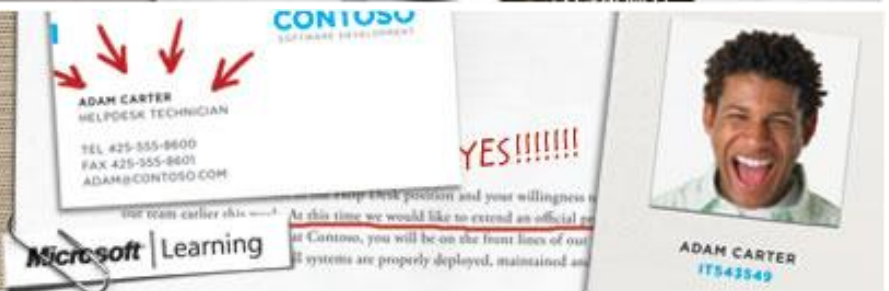 CONTOSO
SOFTWARE DEVELOPMENT
ADAM CARTER
HELPDESK TECHNICIAN
TEL 425-555-8600
FAX 425-555-8601
ADAM@CONTOSO.COM
YES!!!!!!!
Desk position and your willingness
our team earlier this At this time we would like to extend an official
at Contoso, you will be on the front lines of our
systems are properly deployed, maintained
Microsoft | Learning
ADAM CARTER
IT543549